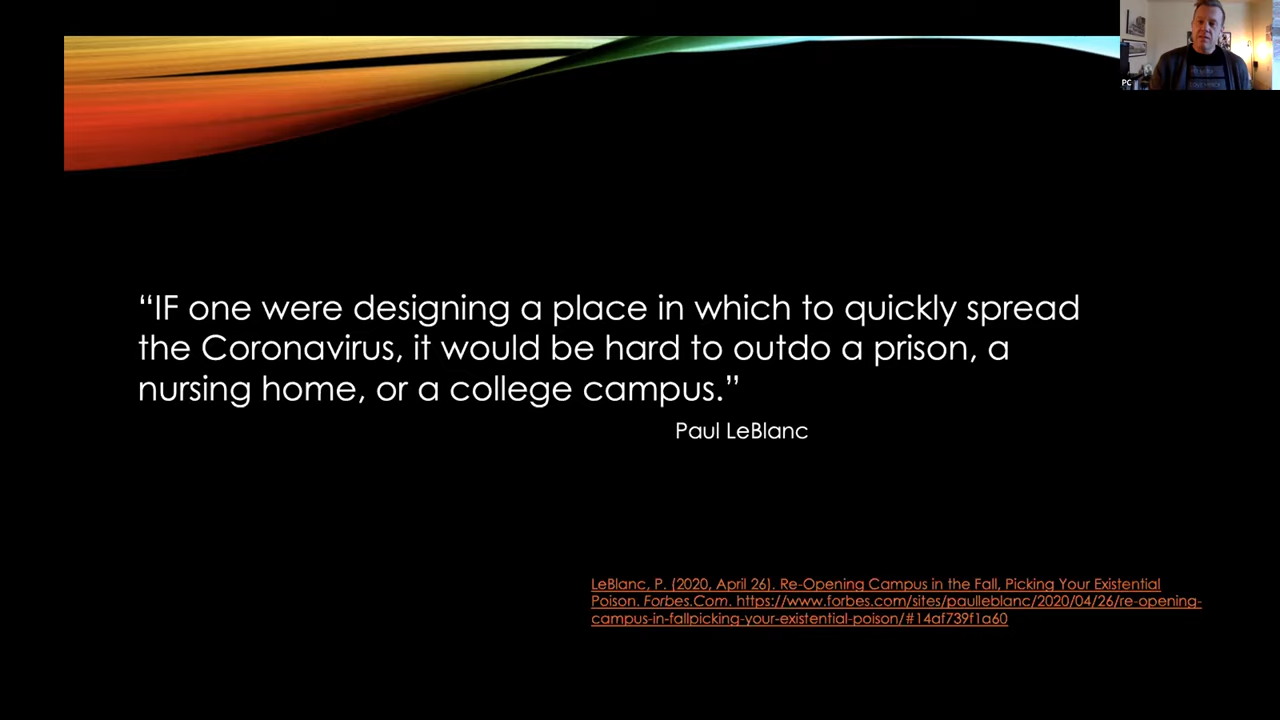 PC
“IF one were designing a place in which to quickly spread
the Coronavirus, it would be hard to outdo a prison, a
nursing home, or a college campus.”
Paul LeBlanc
LeBlanc, P. (2020, April 26). Re-Opening Campus in the Fall, Picking Your Existential
Poison. Forbes.Com. https://www.forbes.com/sites/paulleblanc/2020/04/26/re-opening-
campus-in-fallpicking-your-existential-poison/#14af739f1a60